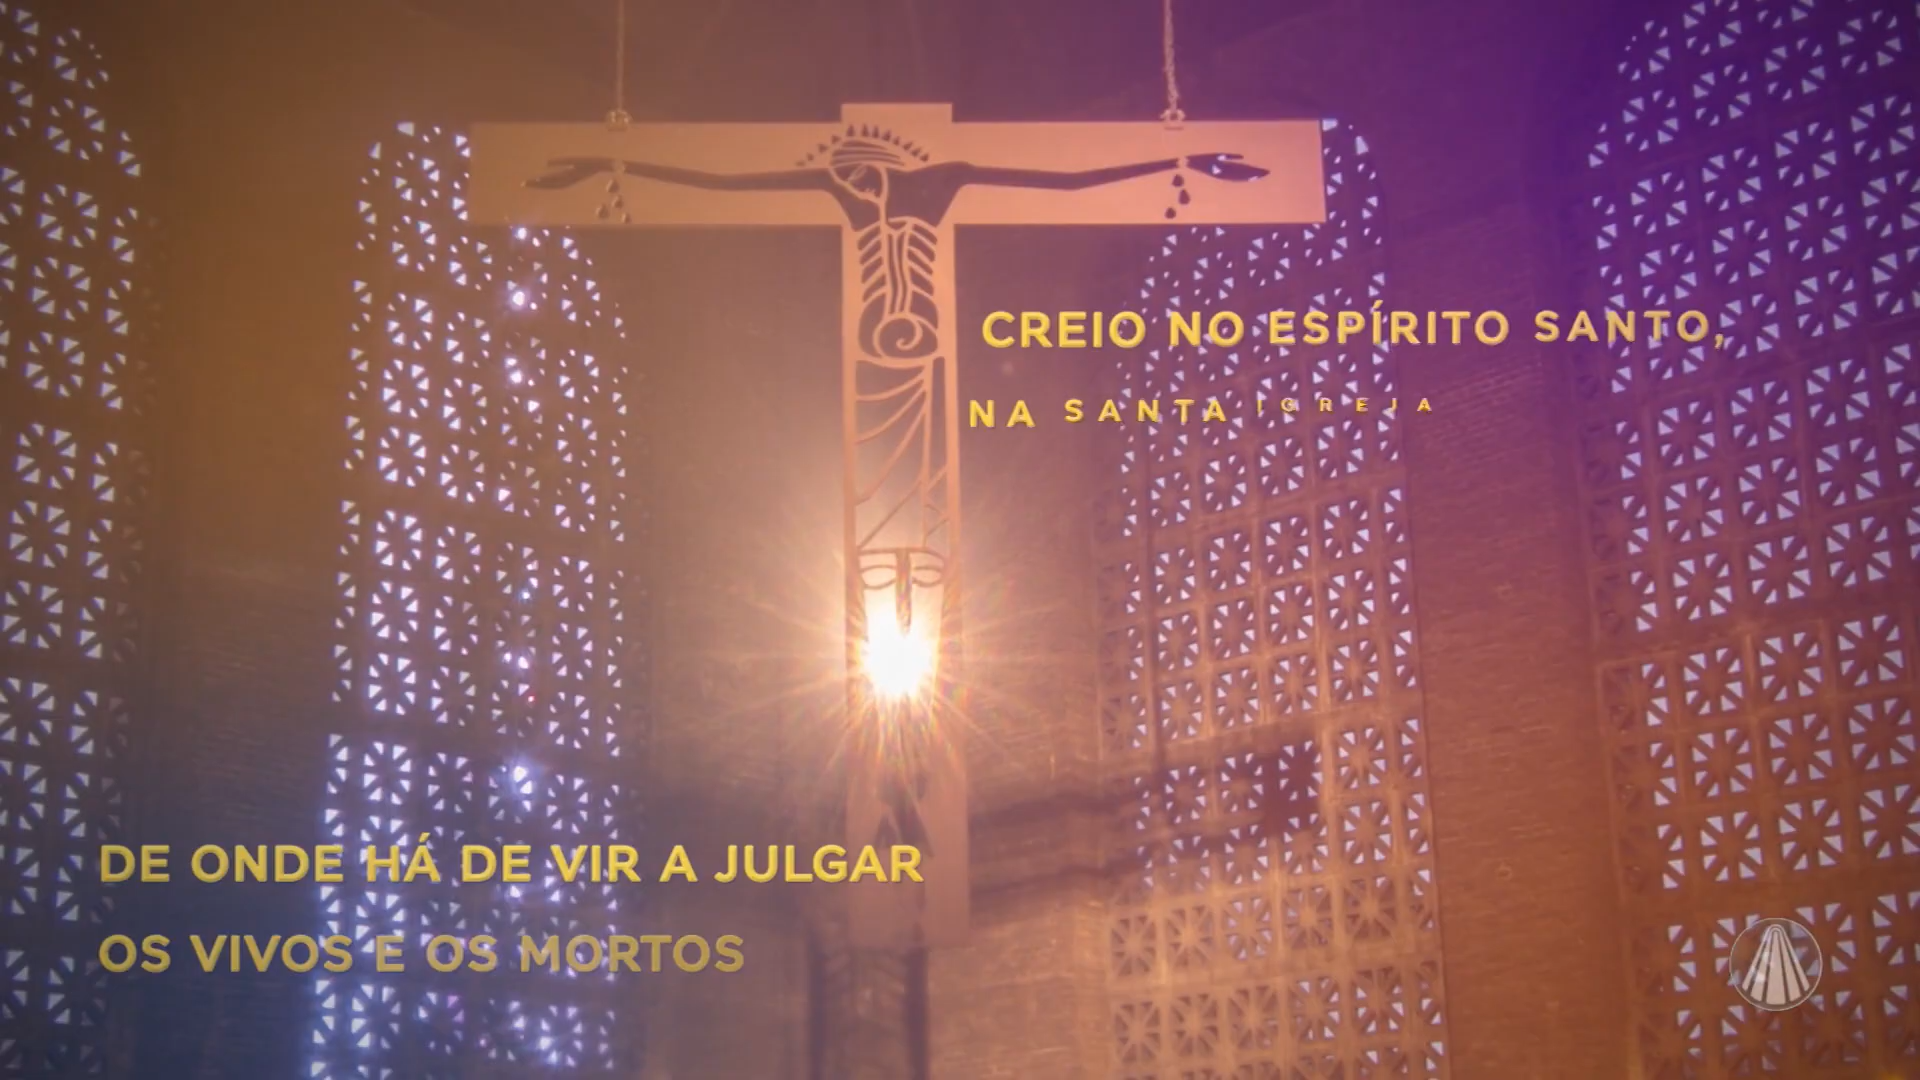 DE ONDE HÁ DE VIR A JULGAR
OS VIVOS E OS MORTOS
CREIO NO ESPÍRITO SANTO,
NA SANTA IGREJA